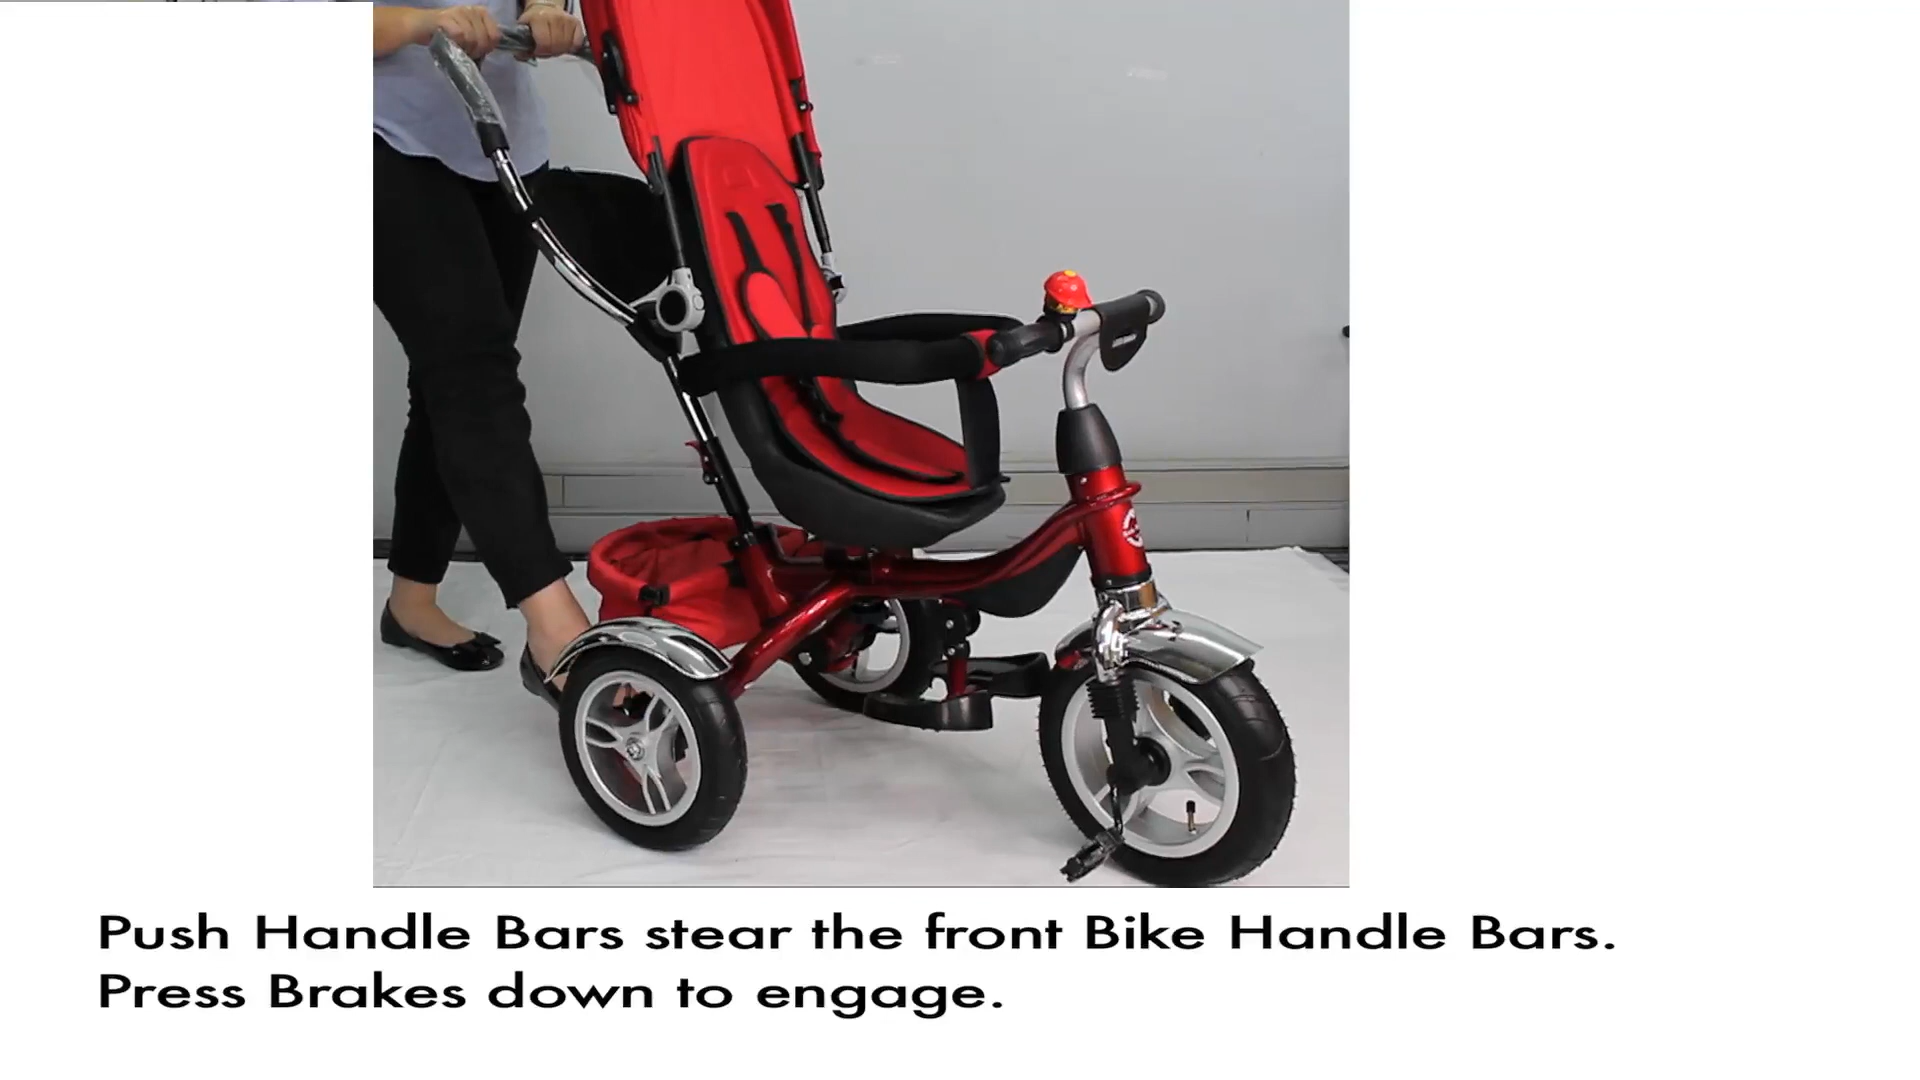 Push Handle Bars stear the front Bike Handle Bars.
Press Brakes down to engage.